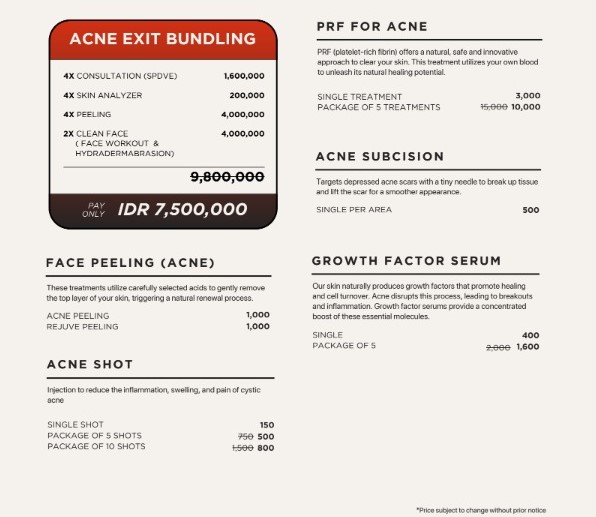 ACNE EXIT BUNDLING
4X CONSULTATION (SPDVE) 1,600,000
4X SKIN ANALYZER 200,000
4X PEELING 4,000,000
2X CLEAN FACE 4,000,000
( FACE WORKOUT &
HYDRADERMABRASION)
9,800,000
PAY
ONLY IDR 7,500,000
FACE PEELING (ACNE)
These treatments utilize carefully selected acids to gently remove
the top layer of your skin, triggering a natural renewal process.
ACNE PEELING 1,000
REJUVE PEELING 1,000
ACNE SHOT
Injection to reduce the inflammation, swelling, and pain of cystic
acne
SINGLE SHOT 150
PACKAGE OF 5 SHOTS 750 500
PACKAGE OF 10 SHOTS 1,500 800
PRF FOR ACNE
PRF (platelet-rich fibrin) offers a natural, safe and innovative
approach to clear your skin. This treatment utilizes your own blood
to unleash its natural healing potential.
SINGLE TREATMENT 3,000
PACKAGE OF 5 TREATMENTS 15,000 10,000
ACNE SUBCISION
Targets depressed acne scars with a tiny needle to break up tissue
and lift the scar for a smoother appearance.
SINGLE PER AREA 500
GROWTH FACTOR SERUM
Our skin naturally produces growth factors that promote healing
and cell turnover. Acne disrupts this process, leading to breakouts
and inflammation. Growth factor serums provide a concentrated
boost of these essential molecules.
SINGLE 400
PACKAGE OF 5 2,000 1,600
*Price subject to change without prior notice